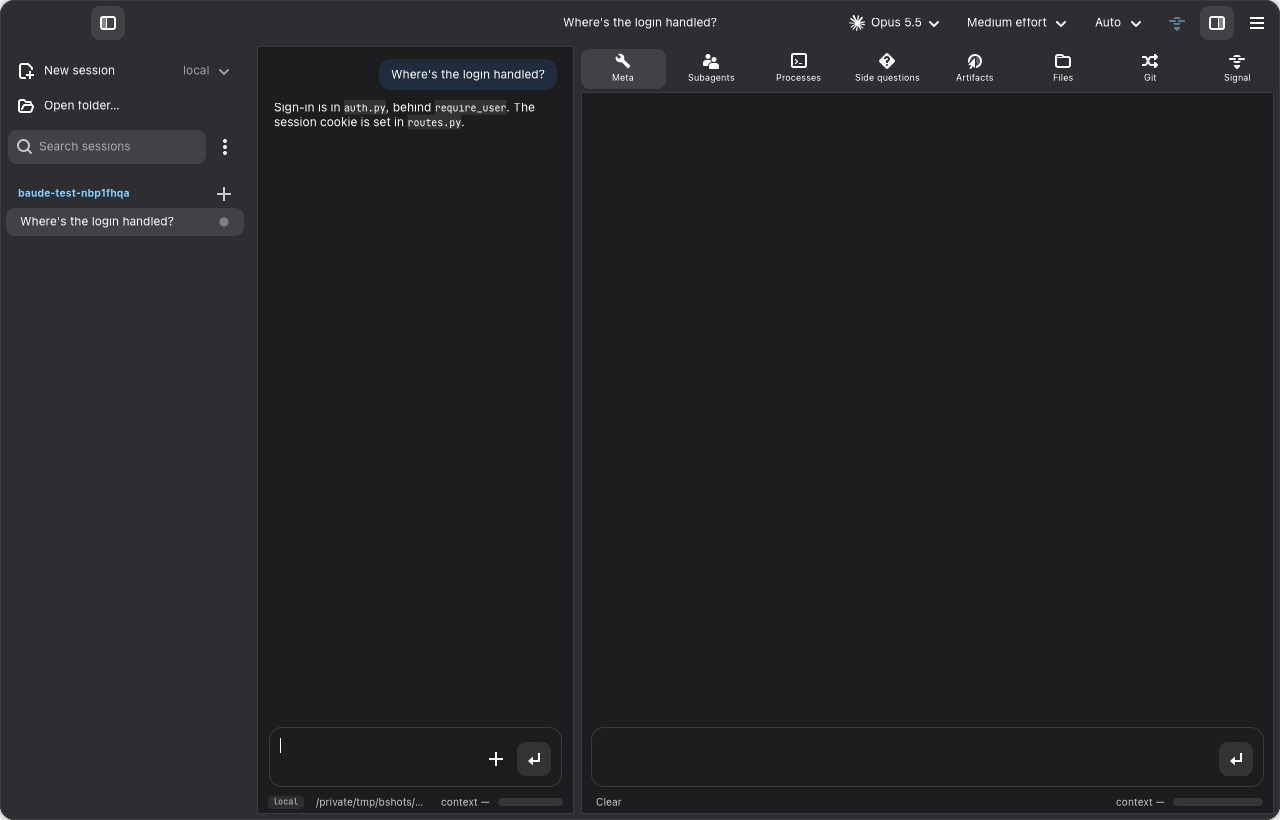 Where's the login handled?
Opus 5.5
Medium effort
Auto
New session
local
Open folder...
Search sessions
baude-test-nbp1fhqa
Where's the login handled?
Where's the login handled?
Sign-in is in auth.py, behind require_user. The
session cookie is set in routes.py.
local
/private/tmp/bshots/...
context —
Meta
Subagents
Processes
Side questions
Artifacts
Files
Git
Signal
Clear
context —